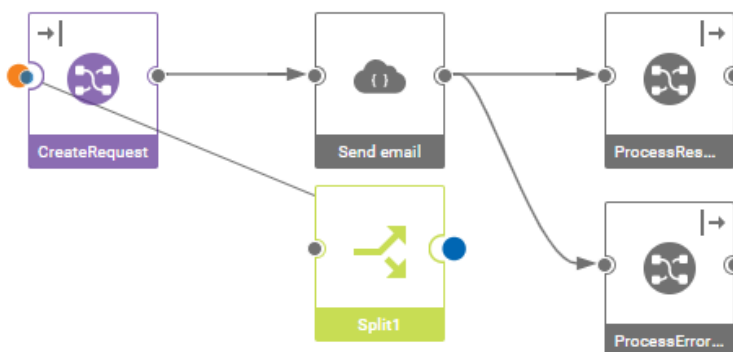 { }
CreateRequest
Send email
ProcessRes...
Split1
ProcessError...